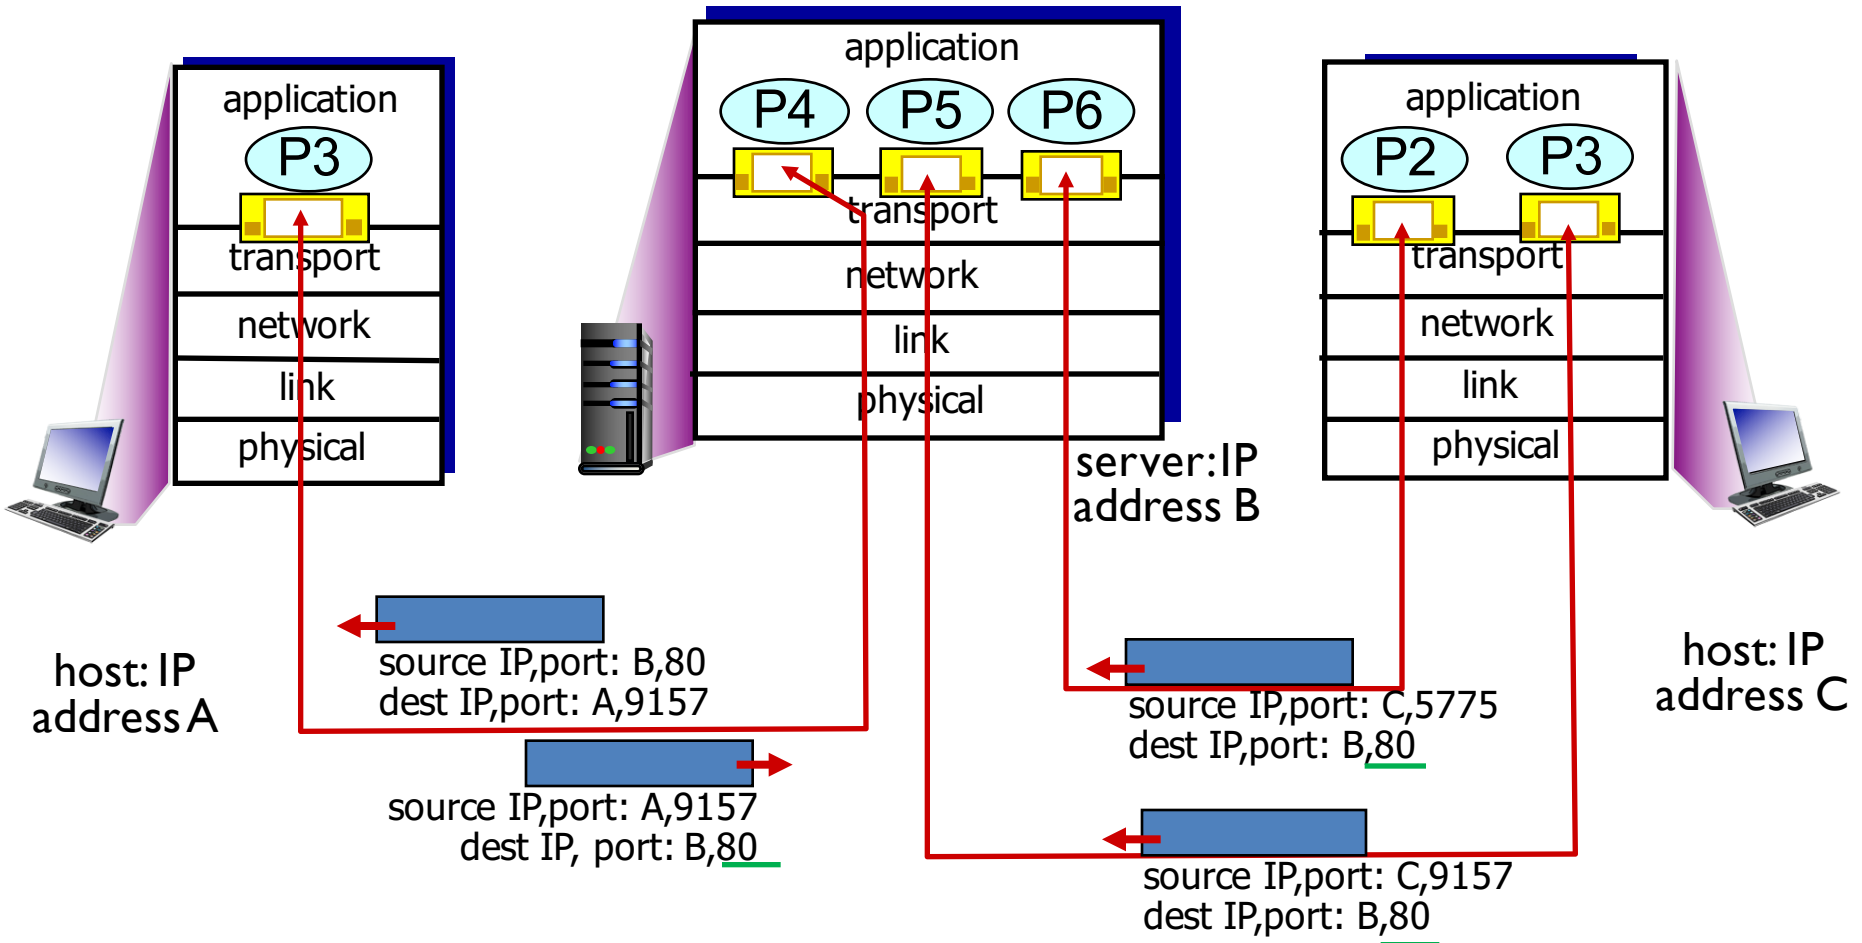 application
P3
transport
network
link
physical
host: IP
address A
application
P4
P5
P6
transport
network
link
physical
server: IP
address B
application
P2
P3
transport
network
link
physical
host: IP
address C
source IP,port: B,80
dest IP,port: A,9157
source IP,port: A,9157
dest IP, port: B,80
source IP,port: C,5775
dest IP,port: B,80
source IP,port: C,9157
dest IP,port: B,80